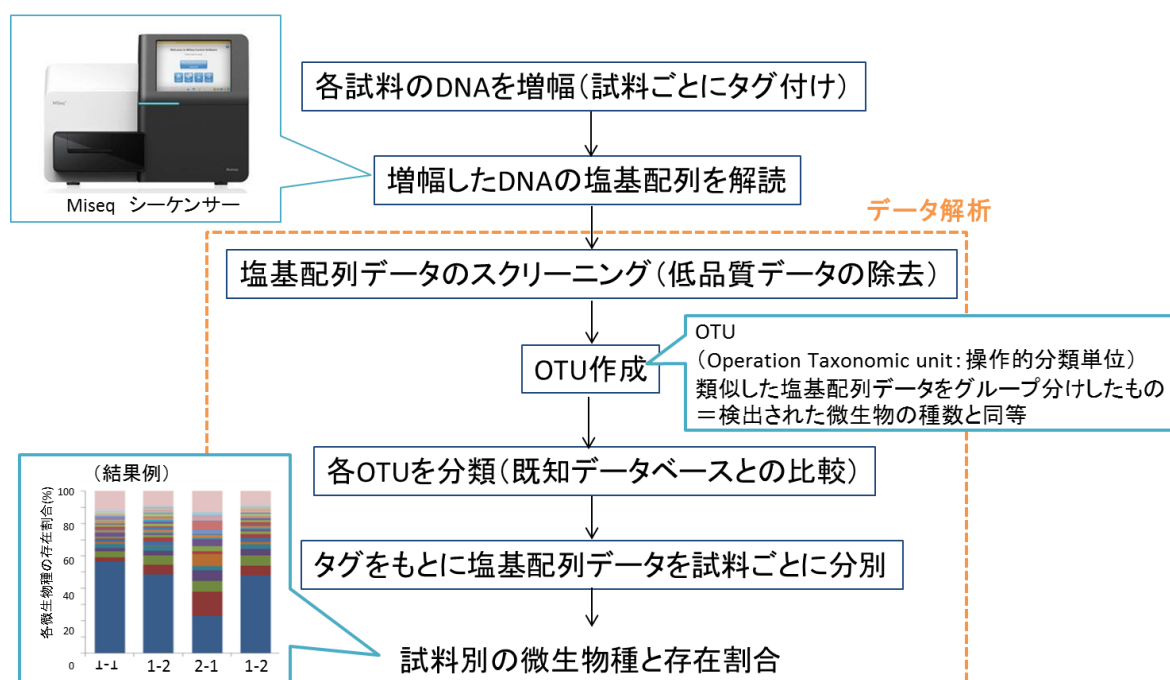 各試料のDNAを増幅（試料ごとにタグ付け）
増幅したDNAの塩基配列を解読
Miseq シーケンサー
データ解析
塩基配列データのスクリーニング（低品質データの除去）
OTU作成
OTU
（Operation Taxonomic unit：操作的分類単位）
類似した塩基配列データをグループ分けしたもの
＝検出された微生物の種数と同等
各OTUを分類（既知データベースとの比較）
タグをもとに塩基配列データを試料ごとに分別
試料別の微生物種と存在割合
（結果例）
各微生物種の存在割合(%)
100
80
60
40
20
0
1-1 1-2 2-1 1-2